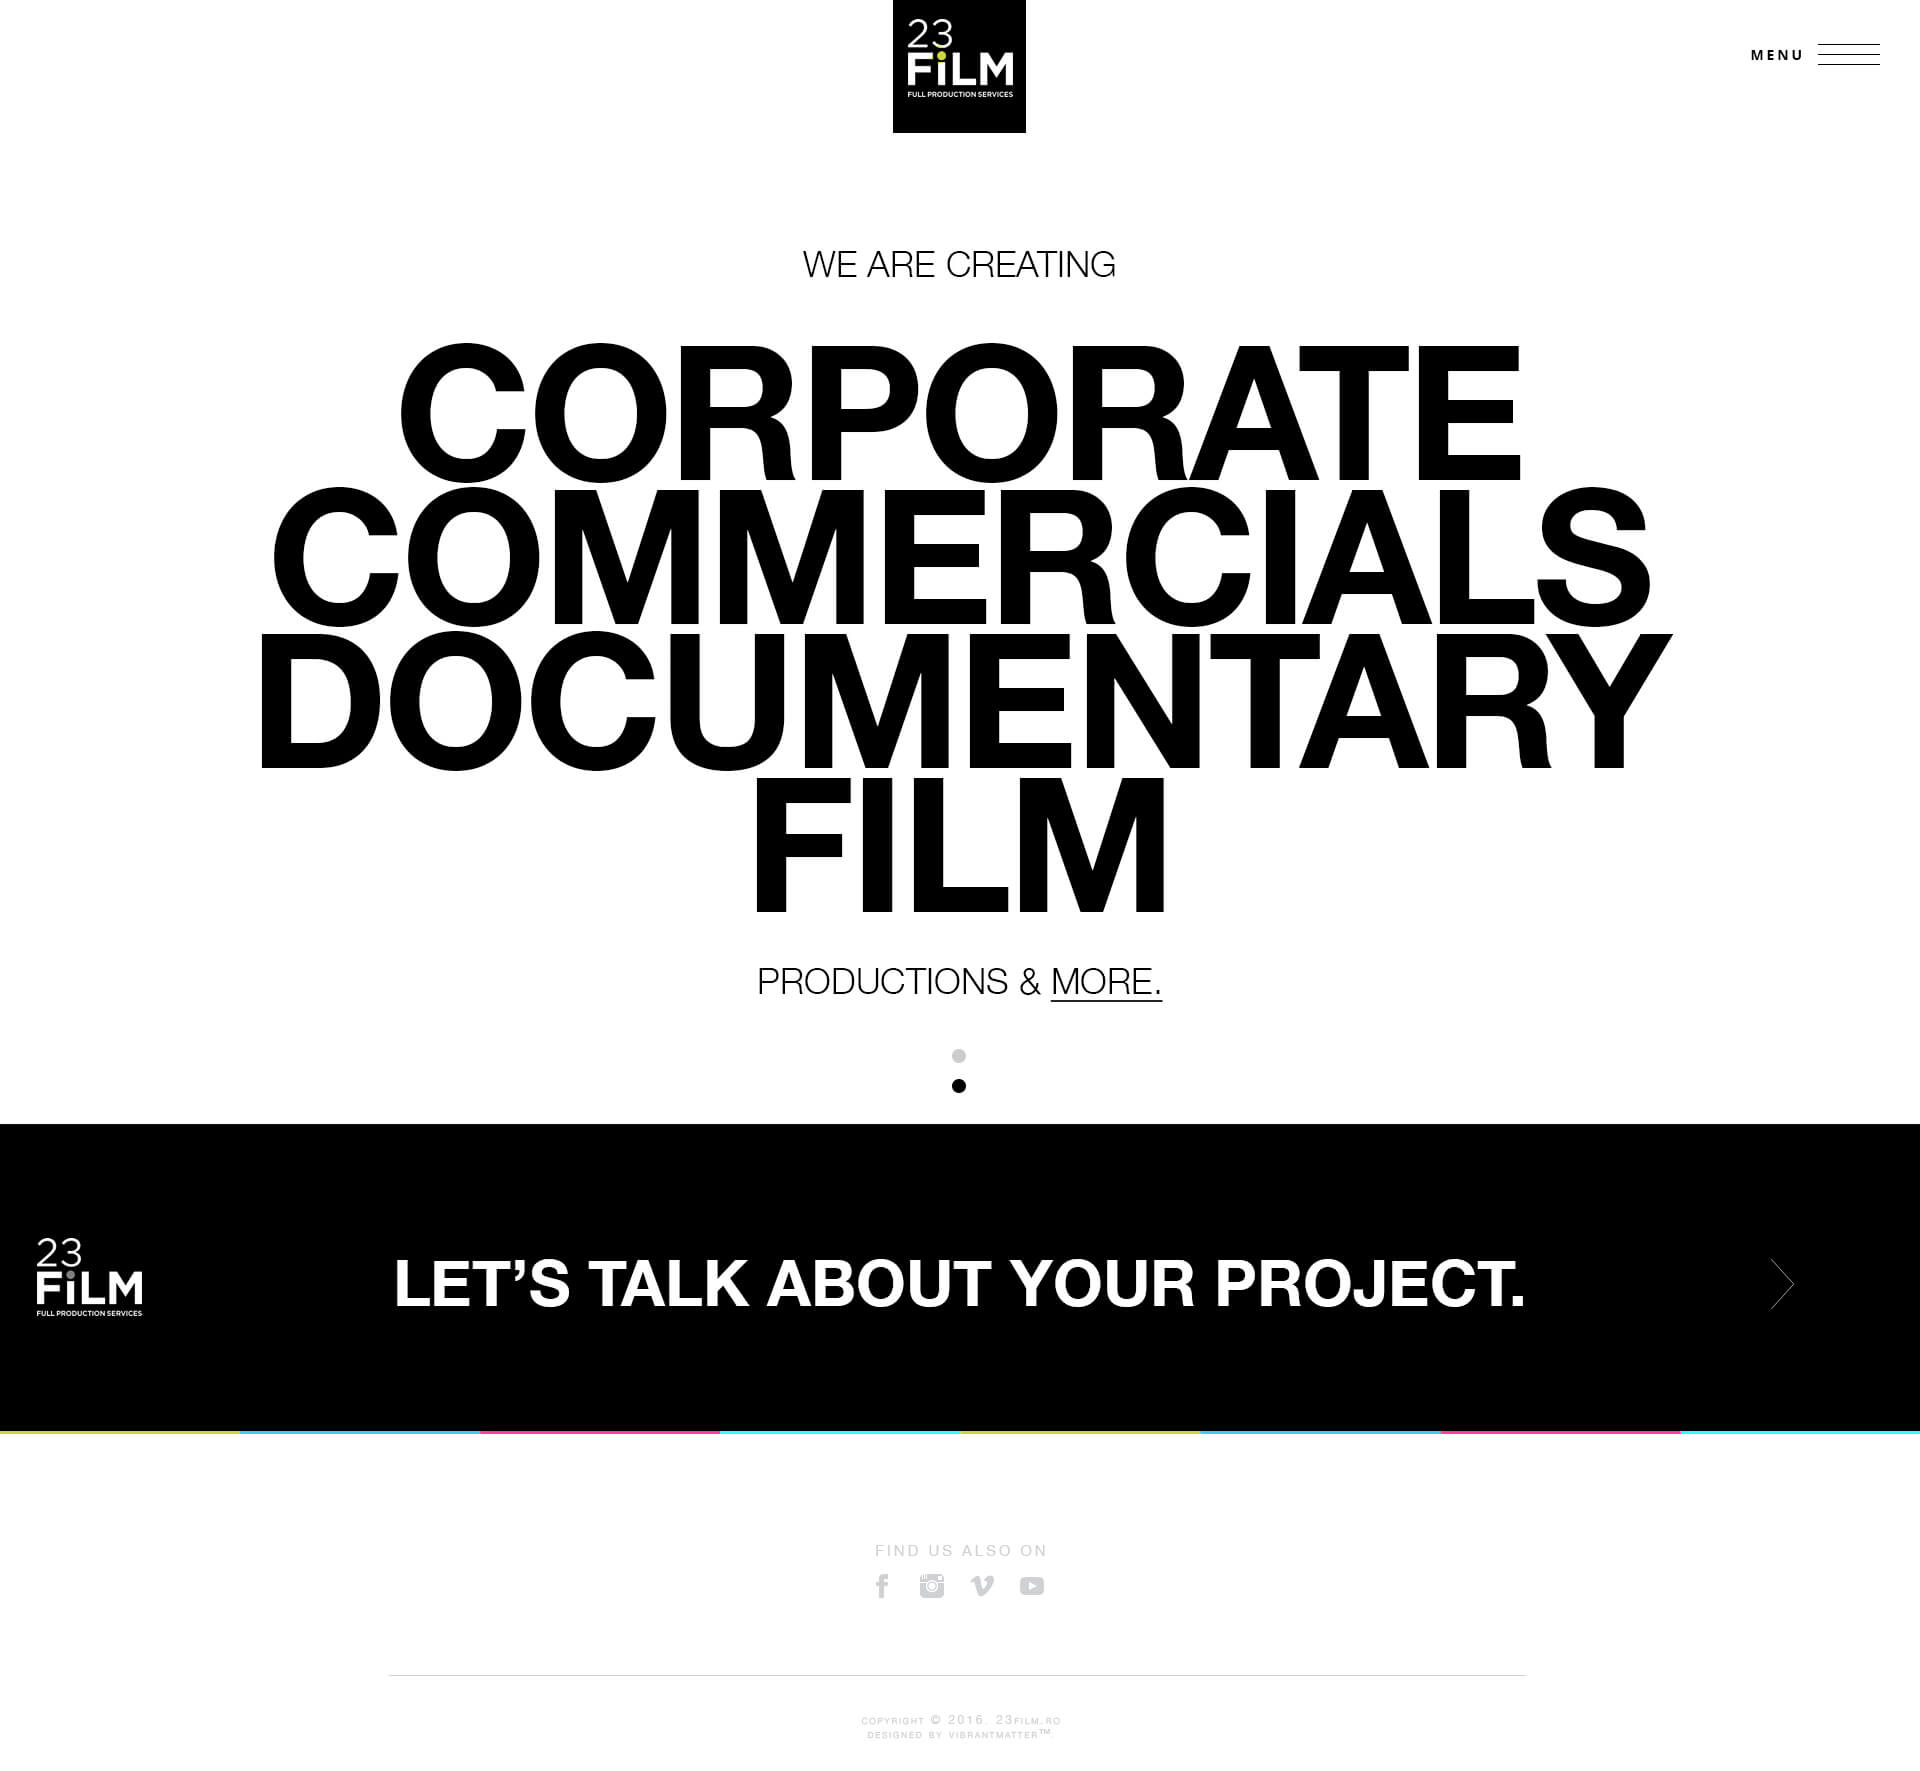 23
FiLM
FULL PRODUCTION SERVICES
MENU
WE ARE CREATING
CORPORATE
COMMERCIALS
DOCUMENTARY
FILM
PRODUCTIONS & MORE.
23
FiLM
FULL PRODUCTION SERVICES
LET’S TALK ABOUT YOUR PROJECT.
FIND US ALSO ON
COPYRIGHT © 2016. 23FILM.RO
DESIGNED BY VIBRANTMATTER™